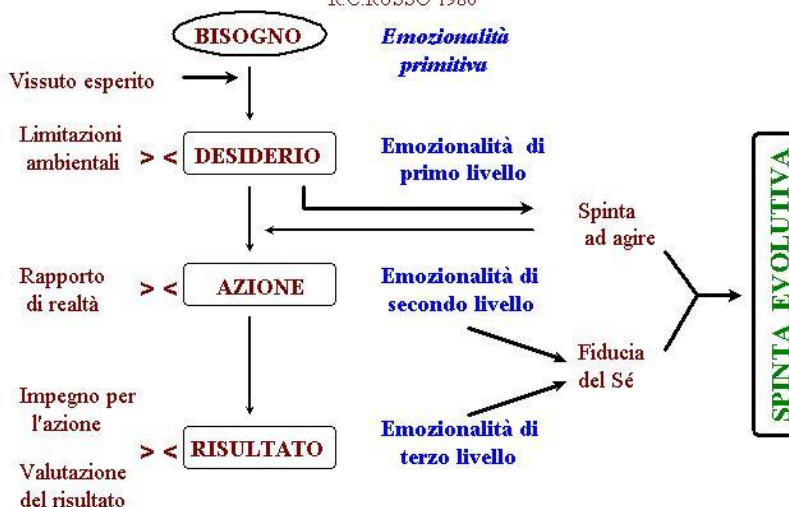 R.C.RUSSO 1986
BISOGNO
Emozionalità
primitiva
Vissuto esperito
Limitazioni
ambientali
> <
DESIDERIO
Emozionalità di
primo livello
Spinta
ad agire
Rapporto
di realtà
> <
AZIONE
Emozionalità di
secondo livello
Fiducia
del Sé
Impegno per
l'azione
> <
Valutazione
del risultato
RISULTATO
Emozionalità di
terzo livello
SPINTA EVOLUTIVA